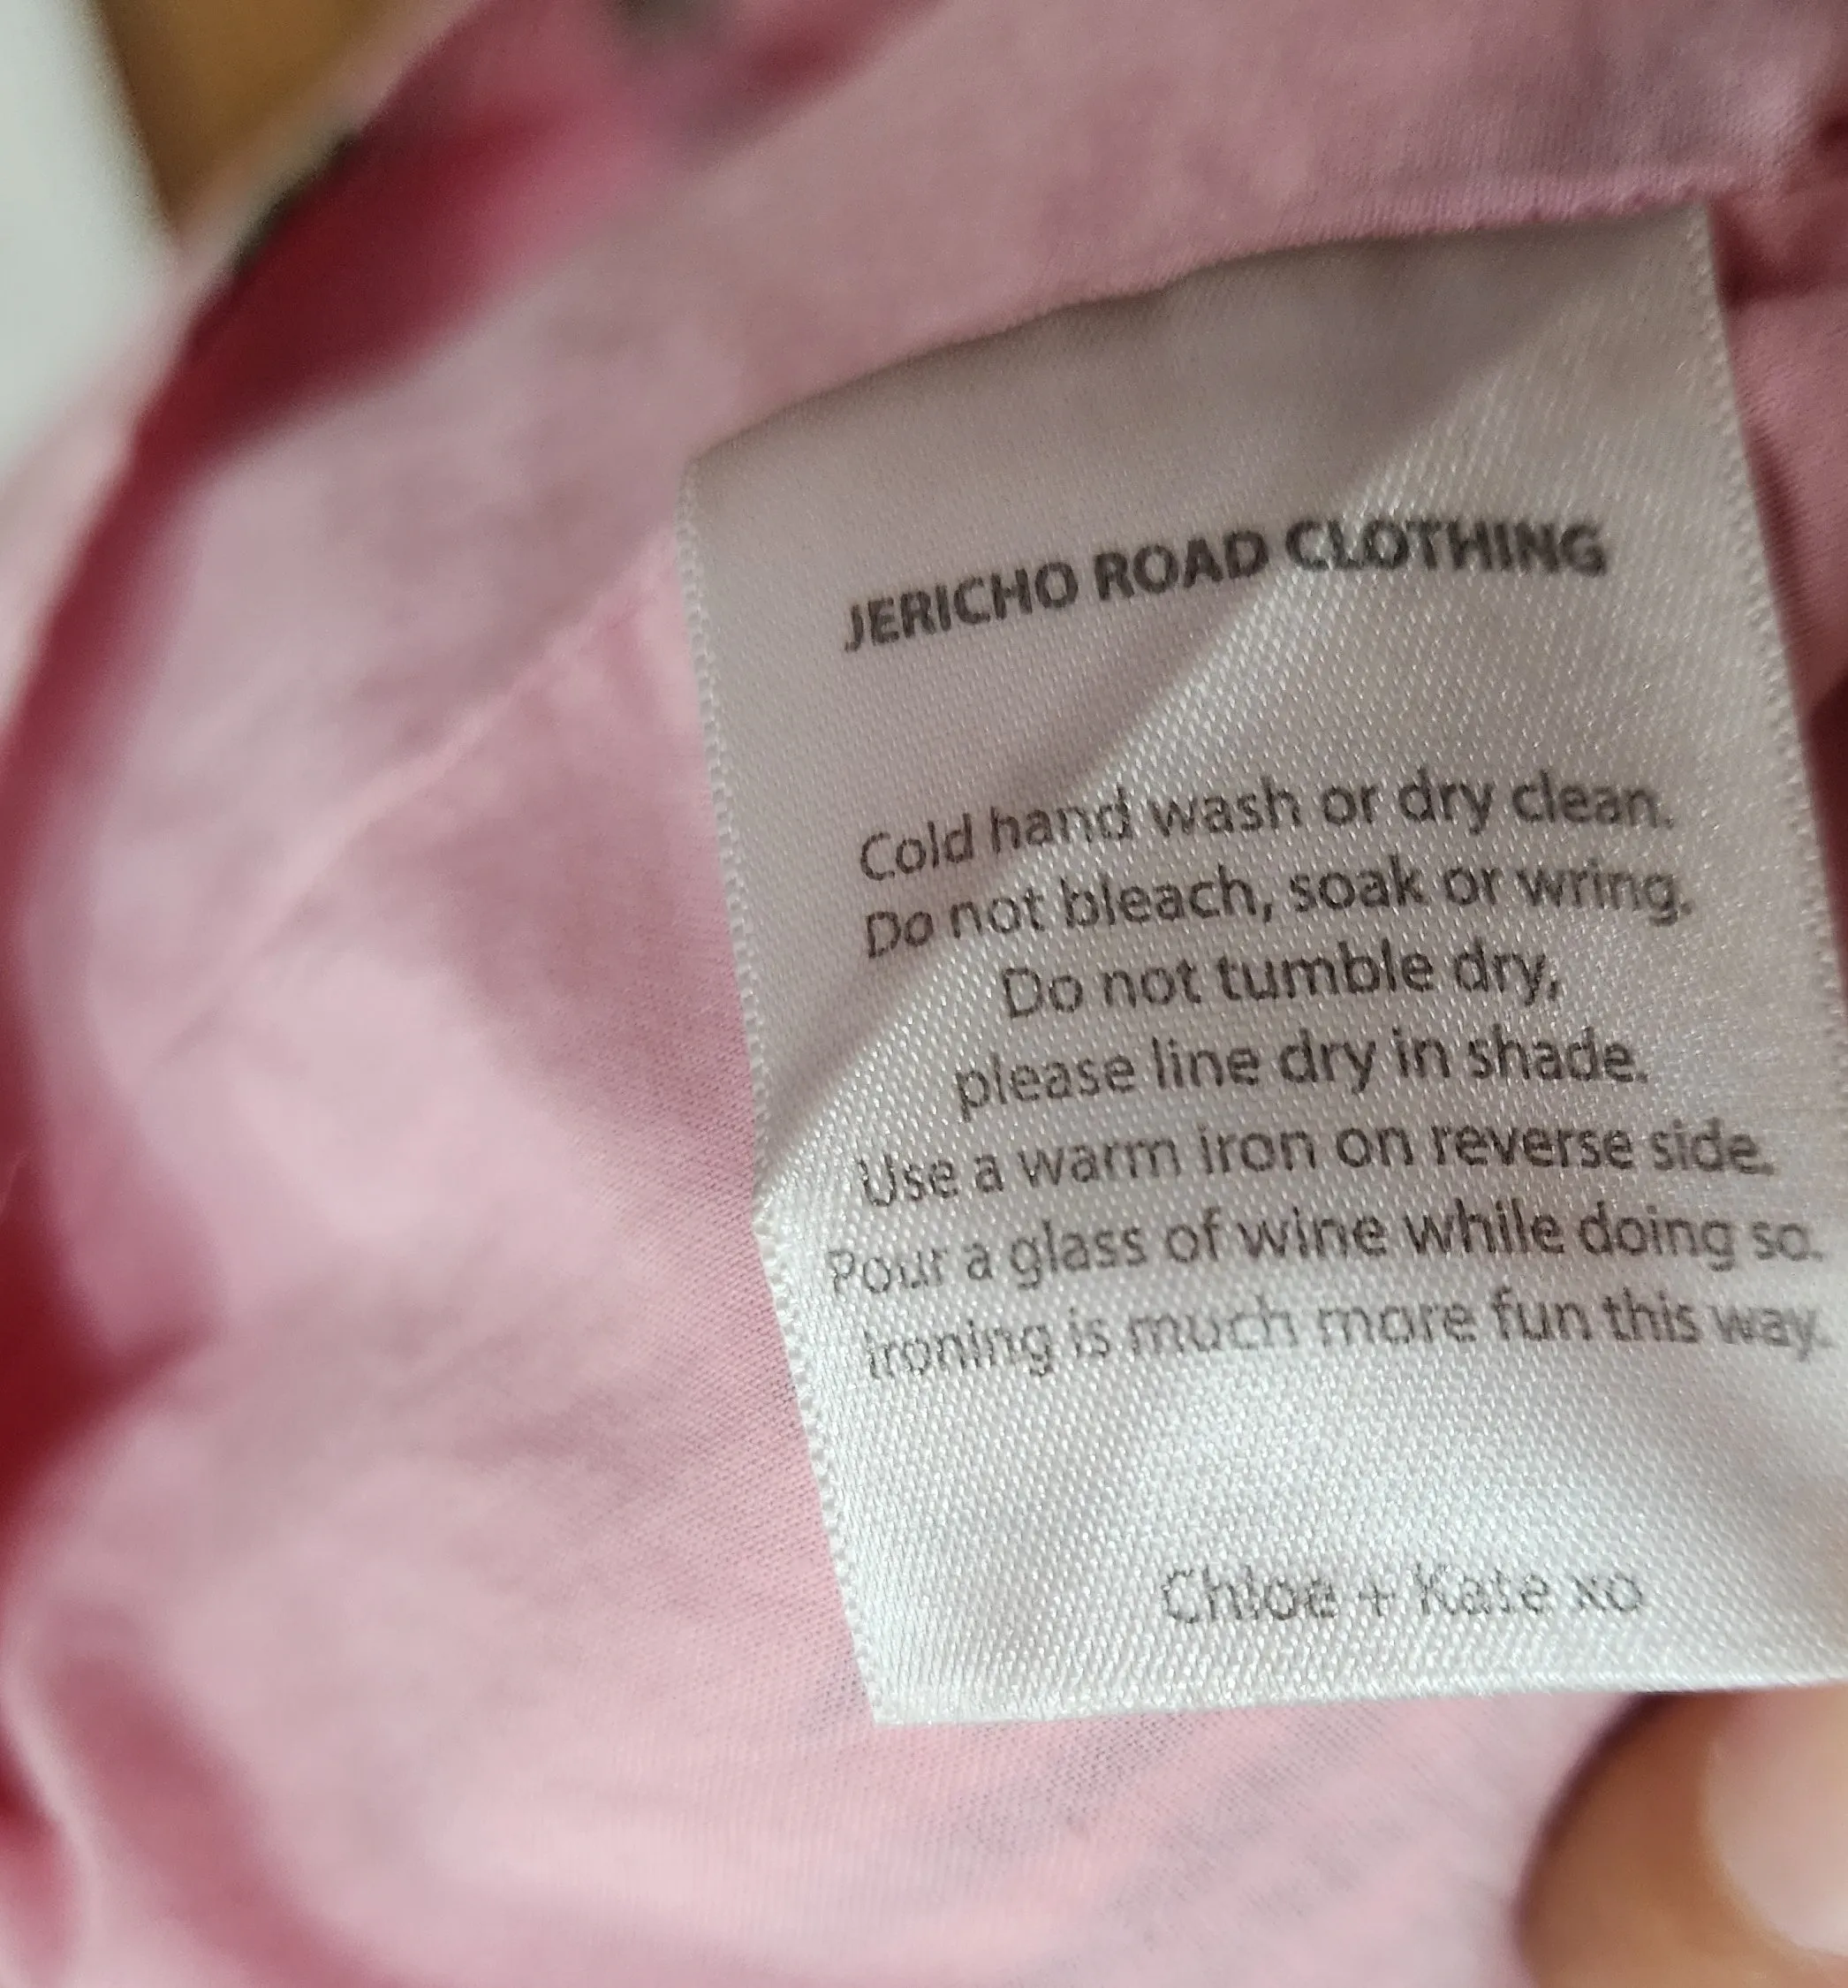 JERICHO ROAD CLOTHING
Cold hand wash or dry clean.
Do not bleach, soak or wring.
Do not tumble dry,
please line dry in shade.
Use a warm iron on reverse side.
Pour a glass of wine while doing so.
ironing is much more fun this way.
Chloe + Kate xo